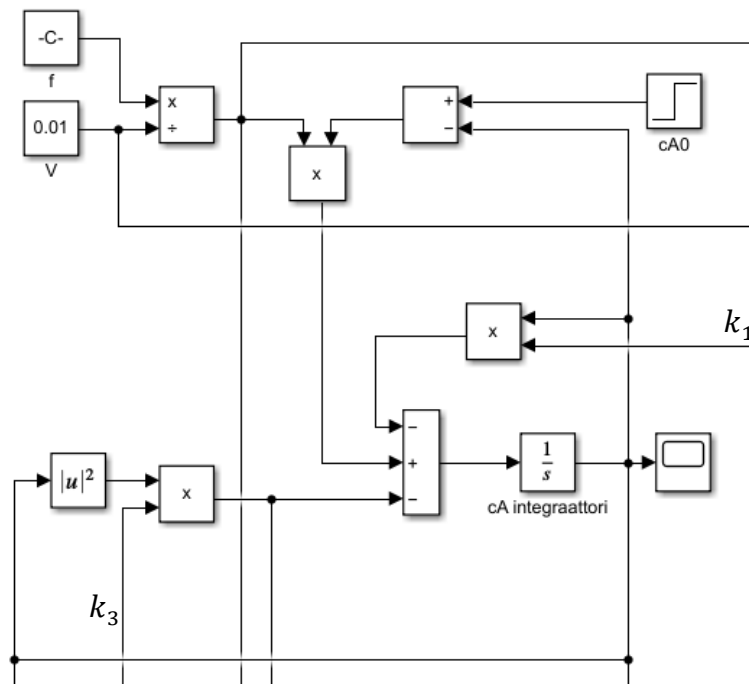 -C-
f
x
÷
0.01
V
x
+
−
cA0
x
k₁
−
+
−
1
s
cA integraattori
|u|²
x
k₃